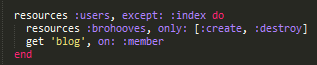 resources :users, except: :index do
  resources :brohooves, only: [:create, :destroy]
  get 'blog', on: :member
end